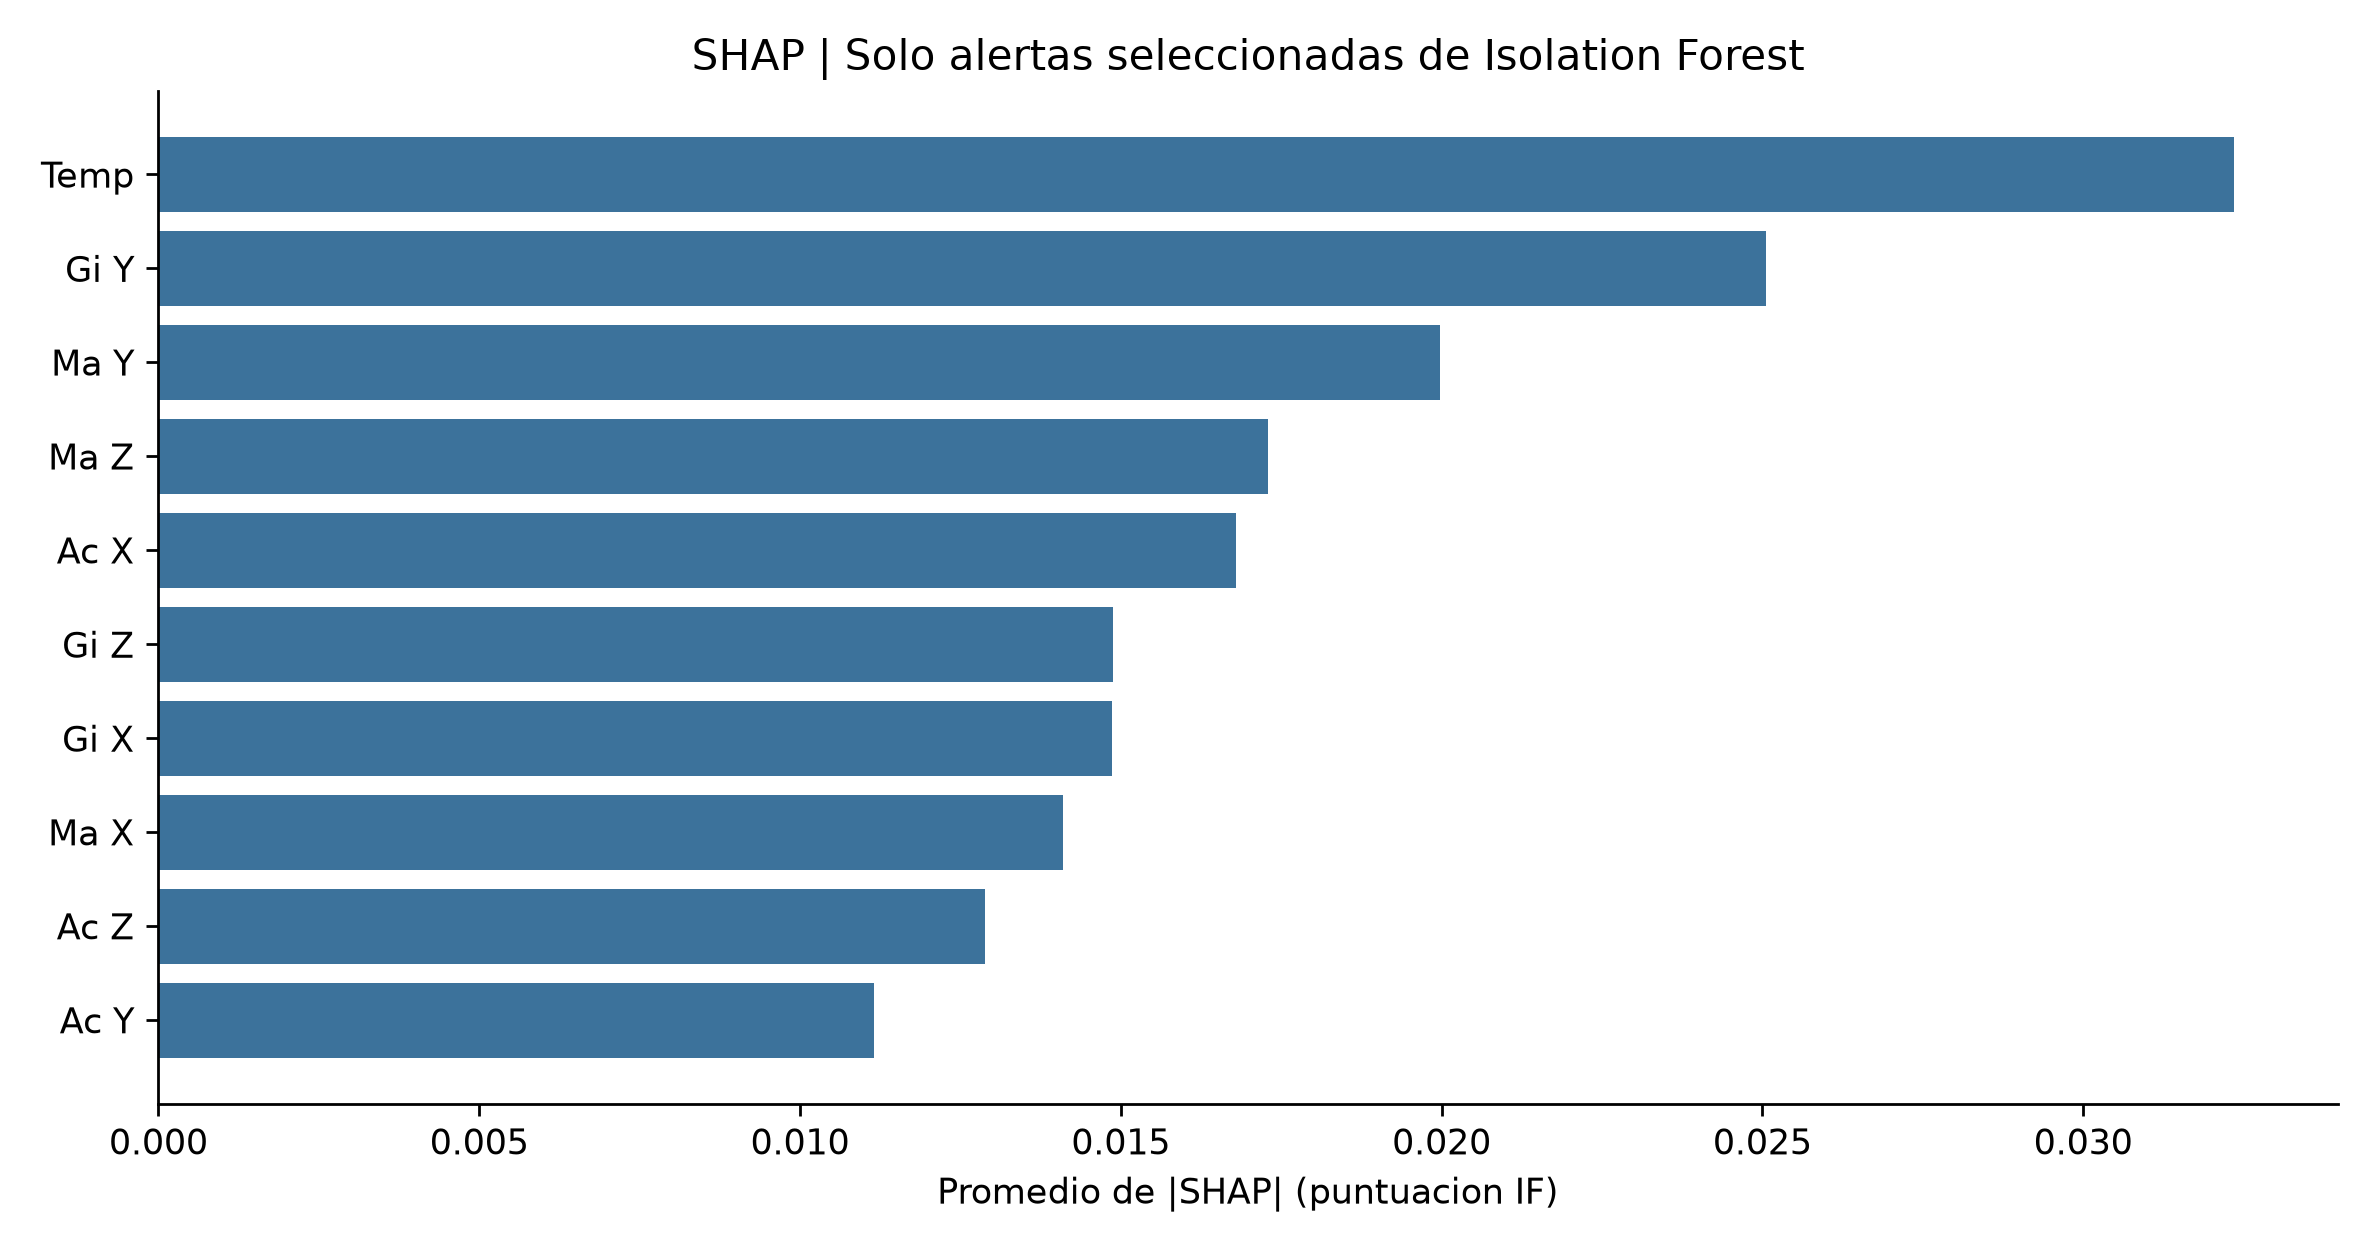 SHAP | Solo alertas seleccionadas de Isolation Forest
Temp
Gi Y
Ma Y
Ma Z
Ac X
Gi Z
Gi X
Ma X
Ac Z
Ac Y
0.000 0.005 0.010 0.015 0.020 0.025 0.030
Promedio de |SHAP| (puntuacion IF)